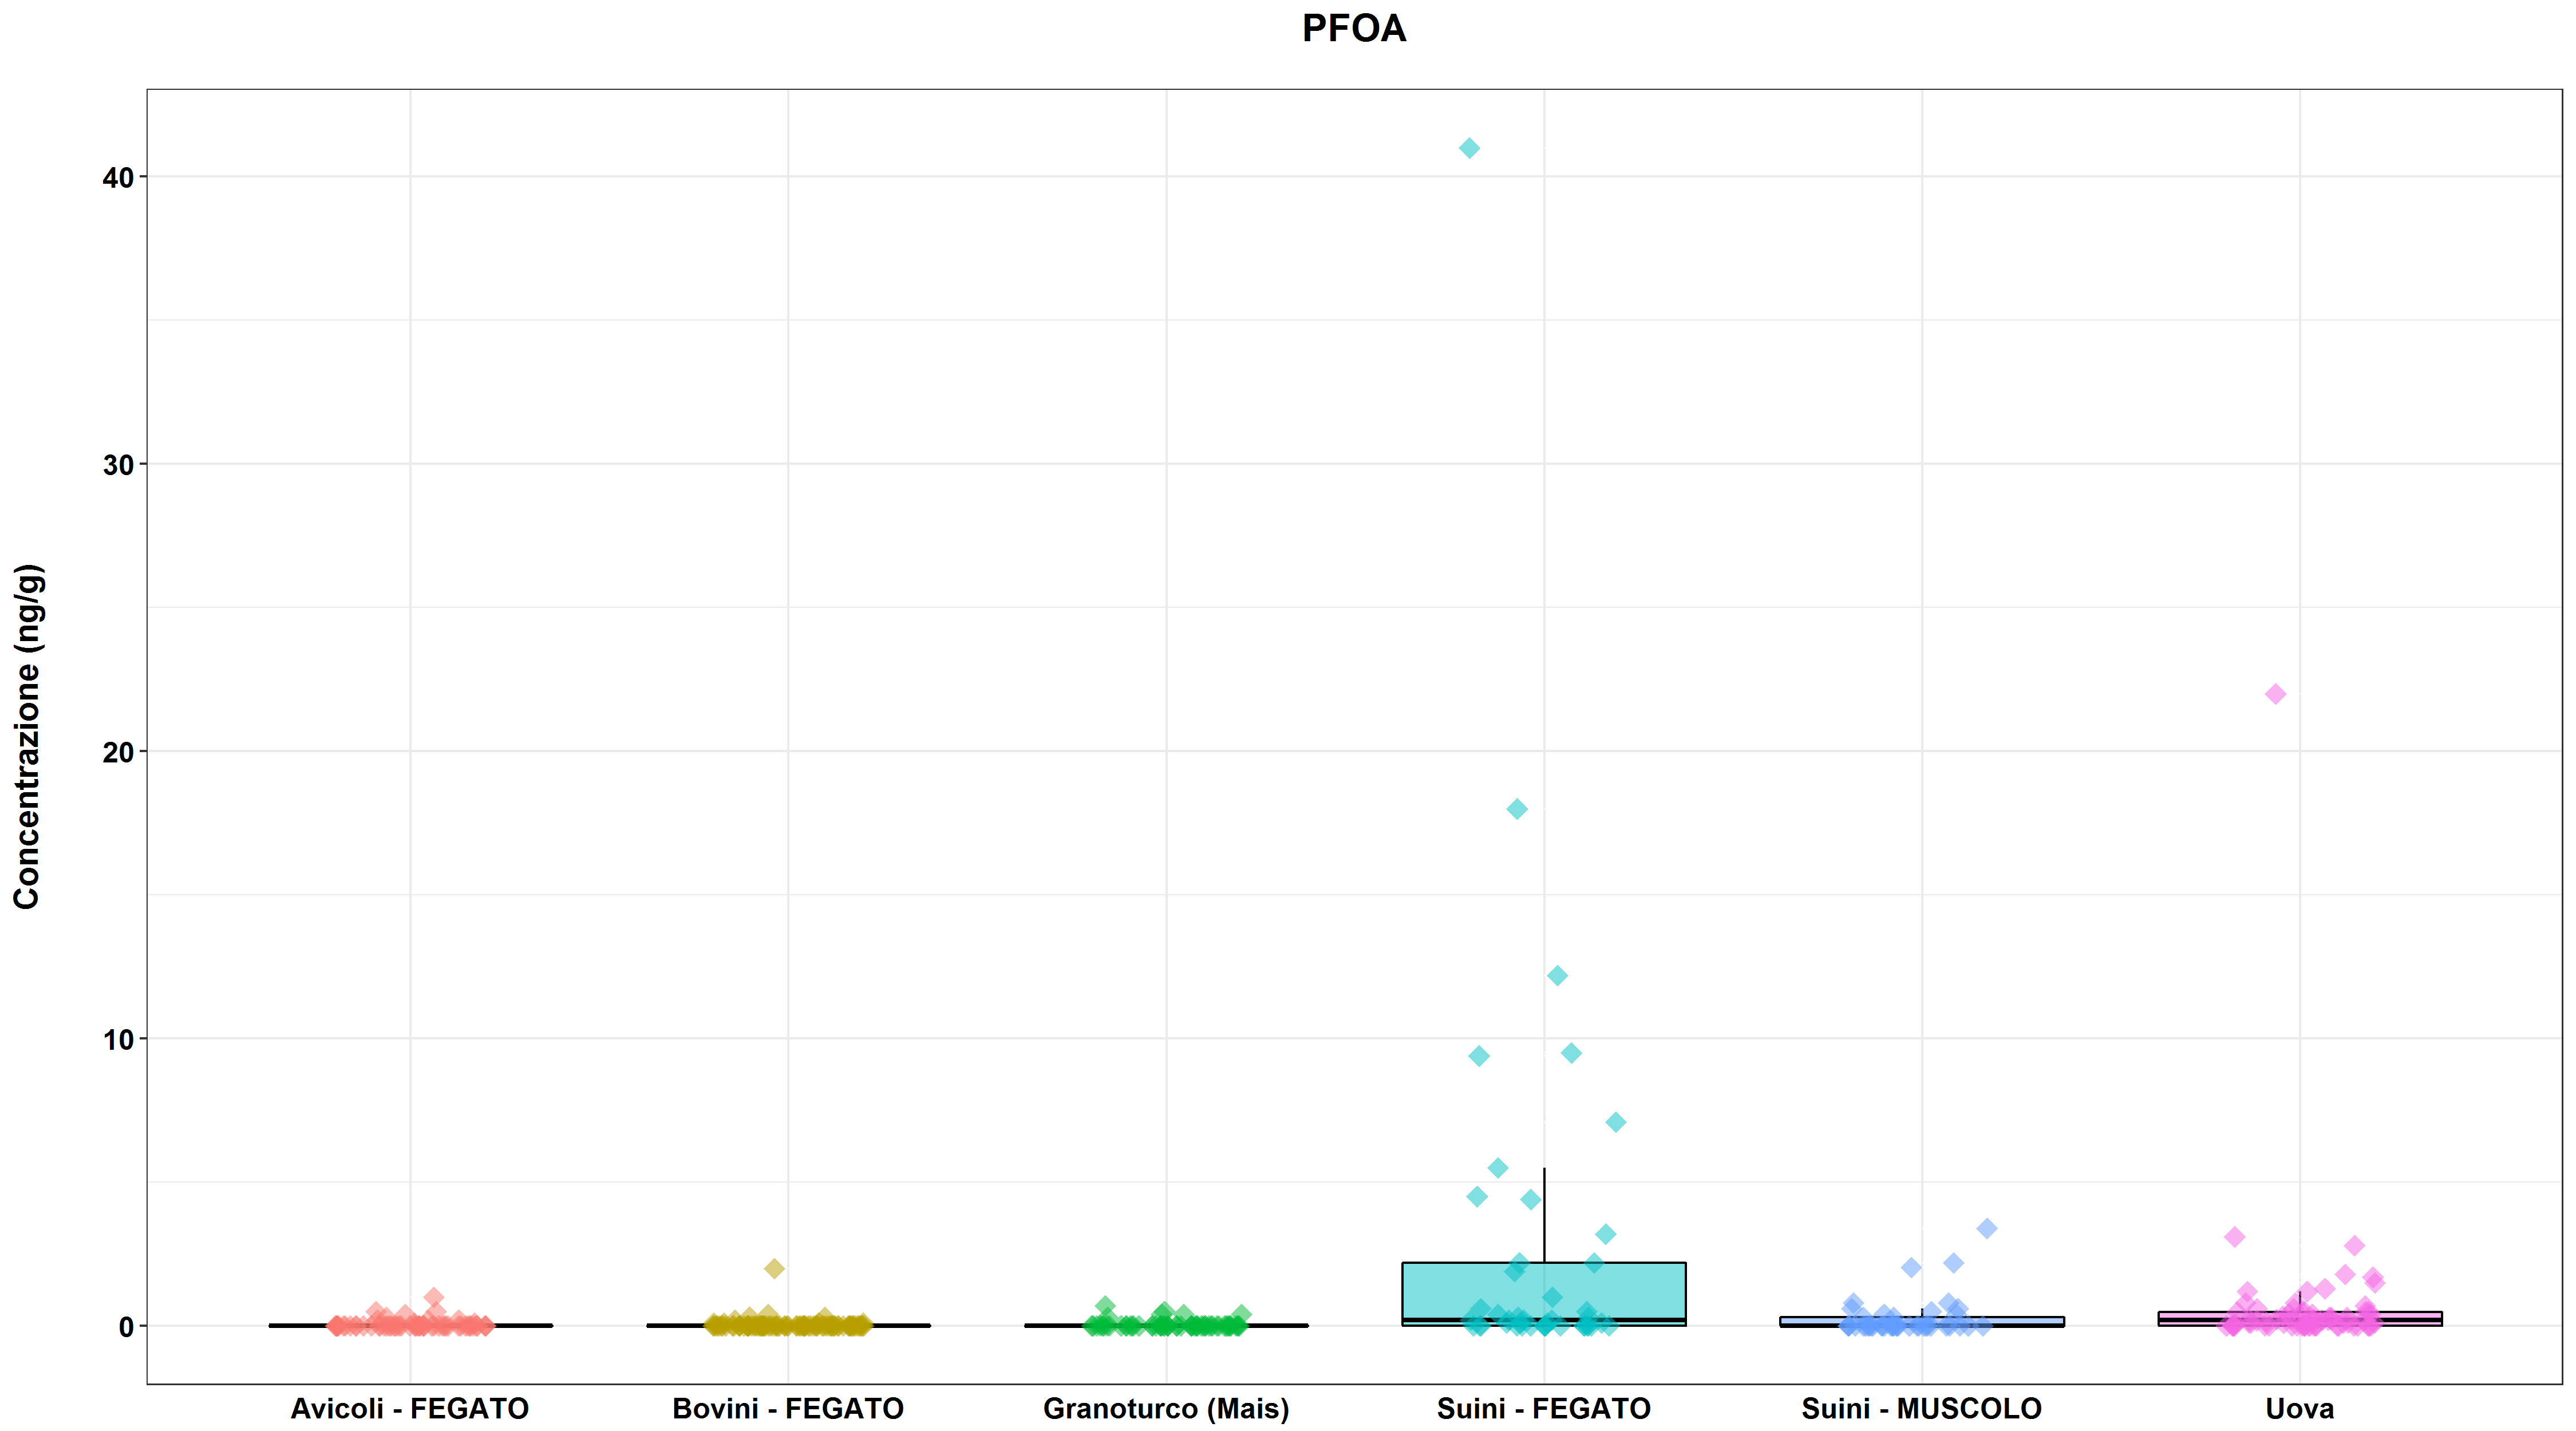 PFOA
Concentrazione (ng/g)
40
30
20
10
0
Avicoli - FEGATO
Bovini - FEGATO
Granoturco (Mais)
Suini - FEGATO
Suini - MUSCOLO
Uova